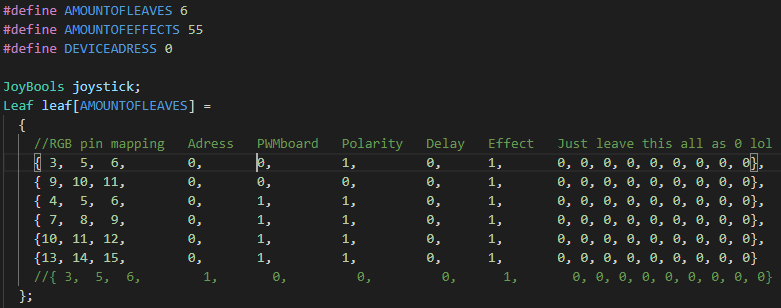 #define AMOUNTOFLEAVES 6
#define AMOUNTOFEFFECTS 55
#define DEVICEADRESS 0

JoyBools joystick;
Leaf leaf[AMOUNTOFLEAVES] =
  {
    //RGB pin mapping   Adress   PWMboard   Polarity   Delay   Effect   Just leave this all as 0 lol
    { 3,  5,  6,        0,       0,         1,         0,      1,       0, 0, 0, 0, 0, 0, 0, 0, 0},
    { 9, 10, 11,        0,       0,         0,         0,      1,       0, 0, 0, 0, 0, 0, 0, 0, 0},
    { 4,  5,  6,        0,       1,         1,         0,      1,       0, 0, 0, 0, 0, 0, 0, 0, 0},
    { 7,  8,  9,        0,       1,         1,         0,      1,       0, 0, 0, 0, 0, 0, 0, 0, 0},
    {10, 11, 12,        0,       1,         1,         0,      1,       0, 0, 0, 0, 0, 0, 0, 0, 0},
    {13, 14, 15,        0,       1,         1,         0,      1,       0, 0, 0, 0, 0, 0, 0, 0, 0}
    //{ 3,  5,  6,        1,       0,         0,         0,      1,       0, 0, 0, 0, 0, 0, 0, 0, 0}
  };